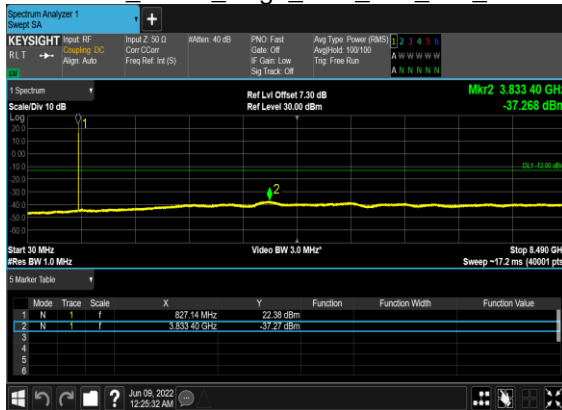 Spectrum Analyzer 1
Swept SA
+
KEYSIGHT Input: RF Input Z: 50 Ω #Atten: 40 dB PNO: Fast Avg Type: Power (RMS) 1 2 3 4 5 6
RLT Coupling: DC Corr CCorr Gate: Off Avg|Hold: 100/100 A W W W W W
Align: Auto Freq Ref: Int (S) IF Gain: Low Trig: Free Run
Sig Track: Off A N N N N N
1 Spectrum Ref Lvl Offset 7.30 dB Mkr2 3.833 40 GHz
Scale/Div 10 dB Ref Level 30.00 dBm -37.268 dBm
Log
20.0
10.0
0.00
-10.0
DL1 -13.00 dBm
-20.0
-30.0
-40.0
-50.0
-60.0
1
2
Start 30 MHz Video BW 3.0 MHz* Stop 8.490 GHz
#Res BW 1.0 MHz Sweep ~17.2 ms (40001 pts)
5 Marker Table
Mode Trace Scale X Y Function Function Width Function Value
1 N 1 f 827.14 MHz 22.38 dBm
2 N 1 f 3.833 40 GHz -37.27 dBm
3
4
5
6
? Jun 09, 2022
12:25:32 AM